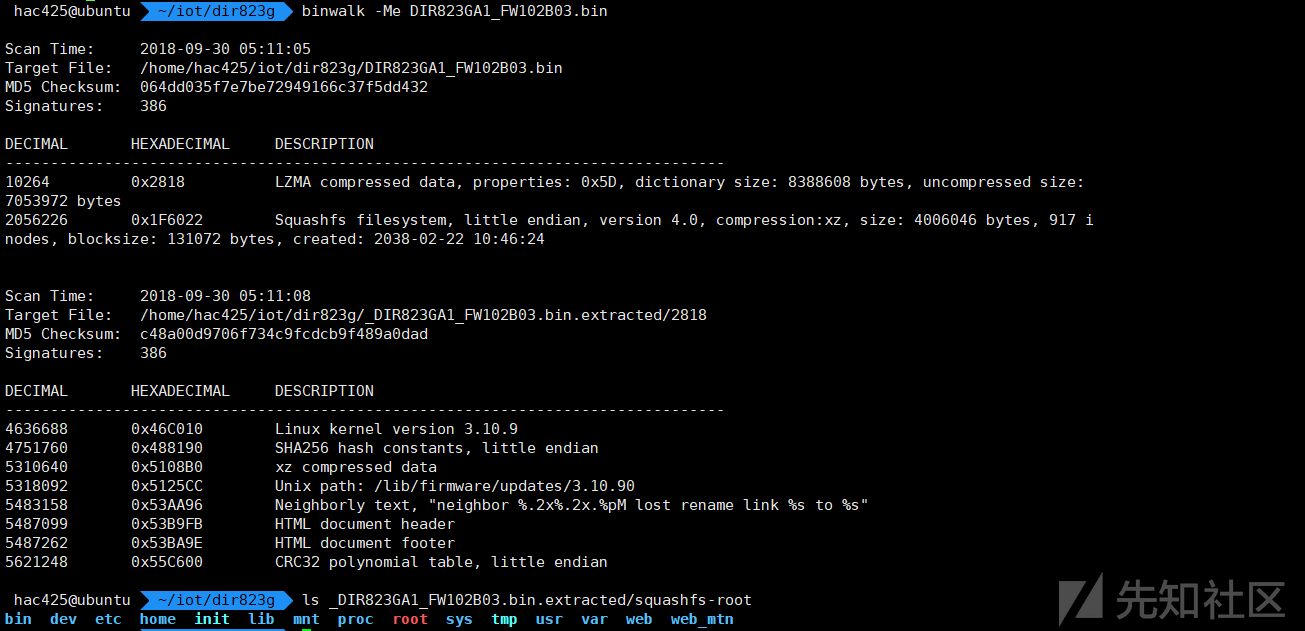 hac425@ubuntu ~/iot/dir823g binwalk -Me DIR823GA1_FW102B03.bin
Scan Time: 2018-09-30 05:11:05
Target File: /home/hac425/iot/dir823g/DIR823GA1_FW102B03.bin
MD5 Checksum: 064dd035f7e7be72949166c37f5dd432
Signatures: 386
DECIMAL HEXADECIMAL DESCRIPTION
--------------------------------------------------------------------------------
10264 0x2818 LZMA compressed data, properties: 0x5D, dictionary size: 8388608 bytes, uncompressed size:
7053972 bytes
2056226 0x1F6022 Squashfs filesystem, little endian, version 4.0, compression:xz, size: 4006046 bytes, 917 i
nodes, blocksize: 131072 bytes, created: 2038-02-22 10:46:24
Scan Time: 2018-09-30 05:11:08
Target File: /home/hac425/iot/dir823g/_DIR823GA1_FW102B03.bin.extracted/2818
MD5 Checksum: c48a00d9706f734c9fcdcb9f489a0dad
Signatures: 386
DECIMAL HEXADECIMAL DESCRIPTION
--------------------------------------------------------------------------------
4636688 0x46C010 Linux kernel version 3.10.9
4751760 0x488190 SHA256 hash constants, little endian
5310640 0x5108B0 xz compressed data
5318092 0x5125CC Unix path: /lib/firmware/updates/3.10.90
5483158 0x53AA96 Neighborly text, "neighbor %.2x%.2x.%pM lost rename link %s to %s"
5487099 0x53B9FB HTML document header
5487262 0x53BA9E HTML document footer
5621248 0x55C600 CRC32 polynomial table, little endian
hac425@ubuntu ~/iot/dir823g ls _DIR823GA1_FW102B03.bin.extracted/squashfs-root
bin dev etc home init lib mnt proc root sys tmp usr var web web_mtn
先知社区